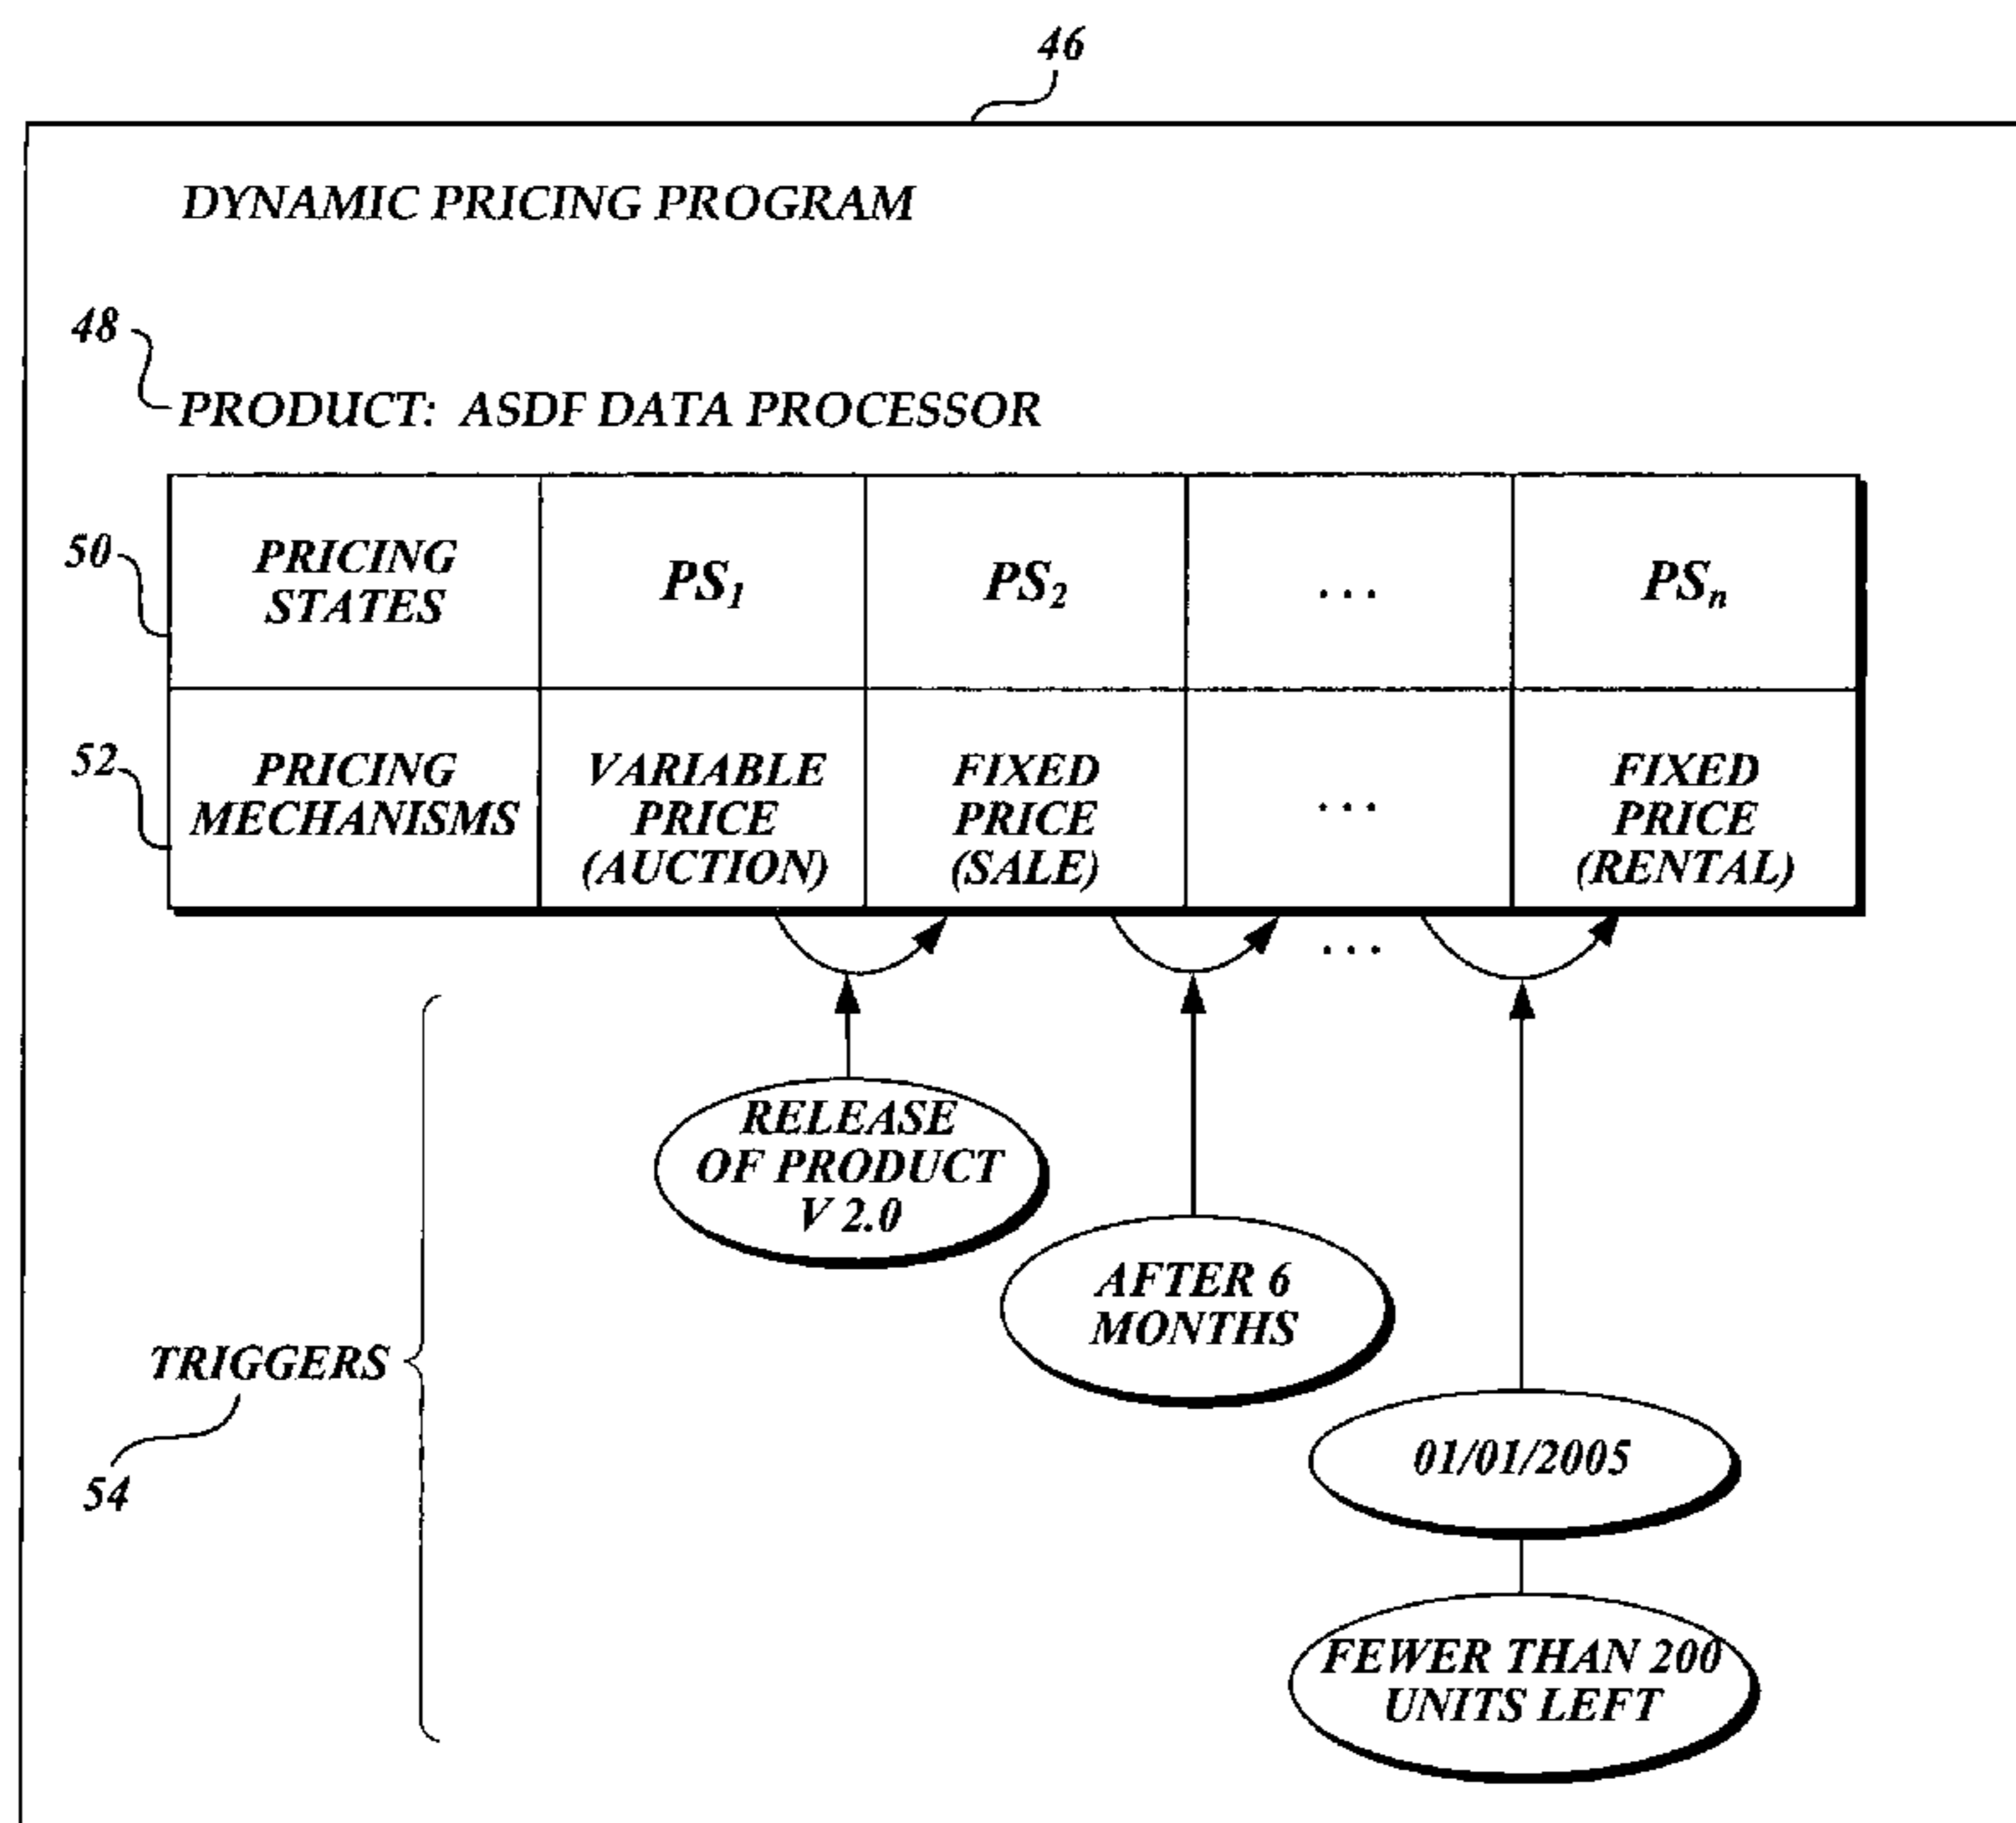 46
DYNAMIC PRICING PROGRAM
48
PRODUCT: ASDF DATA PROCESSOR
50
PRICING
STATES
PS₁
PS₂
...
PSₙ
52
PRICING
MECHANISMS
VARIABLE
PRICE
(AUCTION)
FIXED
PRICE
(SALE)
...
FIXED
PRICE
(RENTAL)
...
RELEASE
OF PRODUCT
V 2.0
AFTER 6
MONTHS
TRIGGERS
54
01/01/2005
FEWER THAN 200
UNITS LEFT